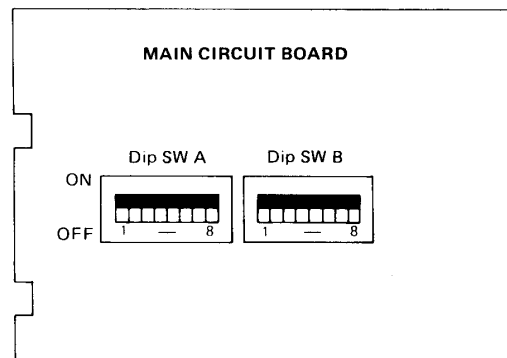 MAIN CIRCUIT BOARD
Dip SW A Dip SW B
ON
OFF
1 — 8 1 — 8